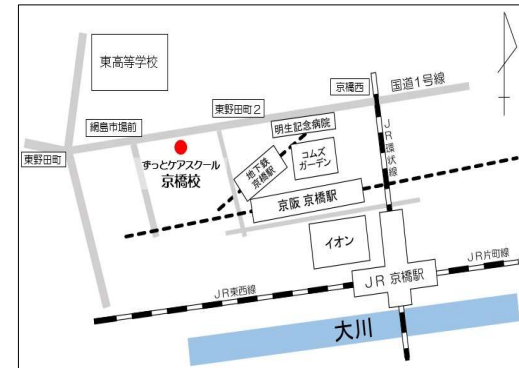 東高等学校
京橋西
国道1号線
東野田町2
網島市場前
明生記念病院
東野田町
ずっとケアスクール
京橋校
地下鉄
京橋駅
コムズ
ガーデン
JR環状線
京阪 京橋駅
イオン
JR 京橋駅
JR片町線
JR東西線
大川